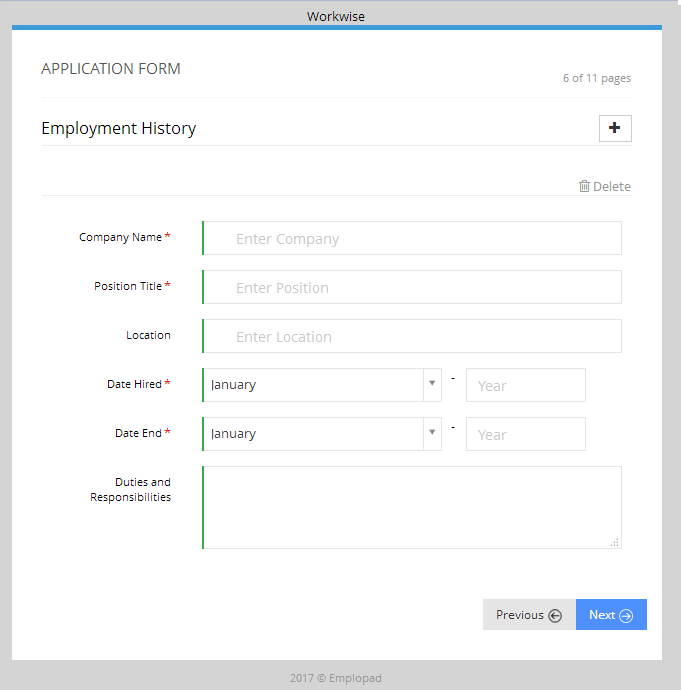 Workwise
APPLICATION FORM
6 of 11 pages
Employment History
Delete
Company Name *
Enter Company
Position Title *
Enter Position
Location
Enter Location
Date Hired *
January
-
Year
Date End *
January
-
Year
Duties and
Responsibilities
Previous
Next
2017 © Emplopad